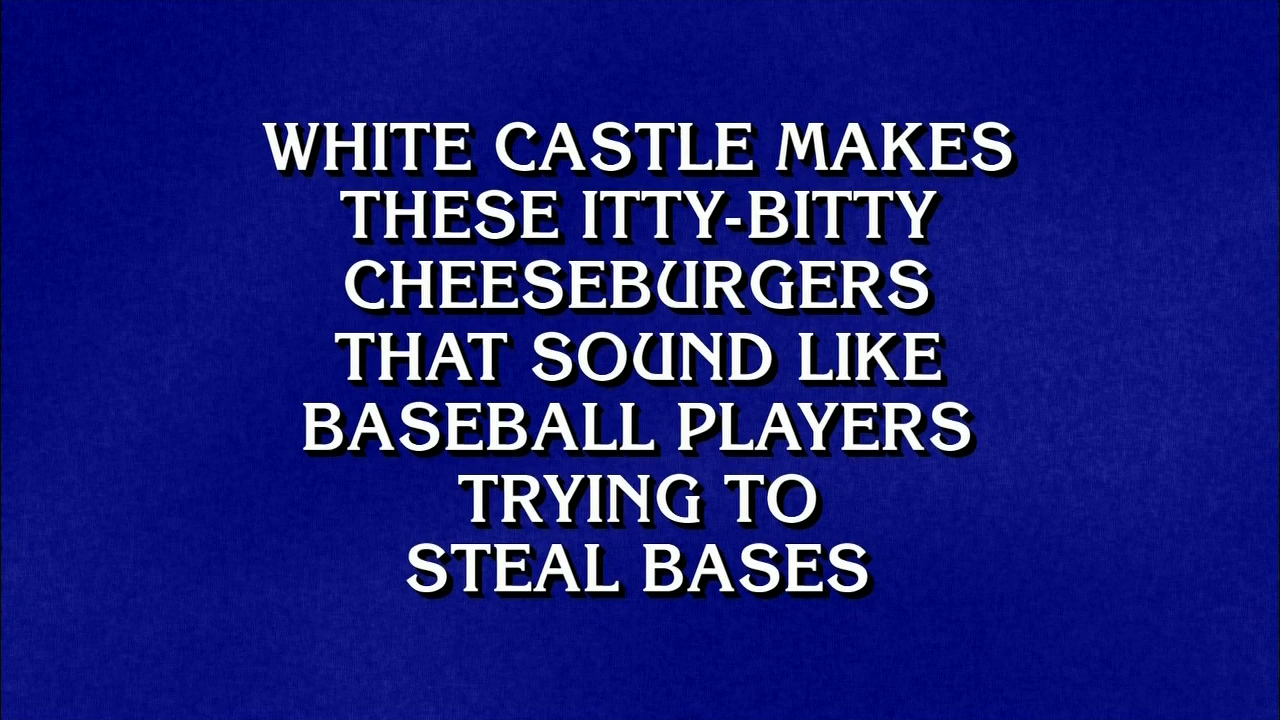 WHITE CASTLE MAKES
THESE ITTY-BITTY
CHEESEBURGERS
THAT SOUND LIKE
BASEBALL PLAYERS
TRYING TO
STEAL BASES